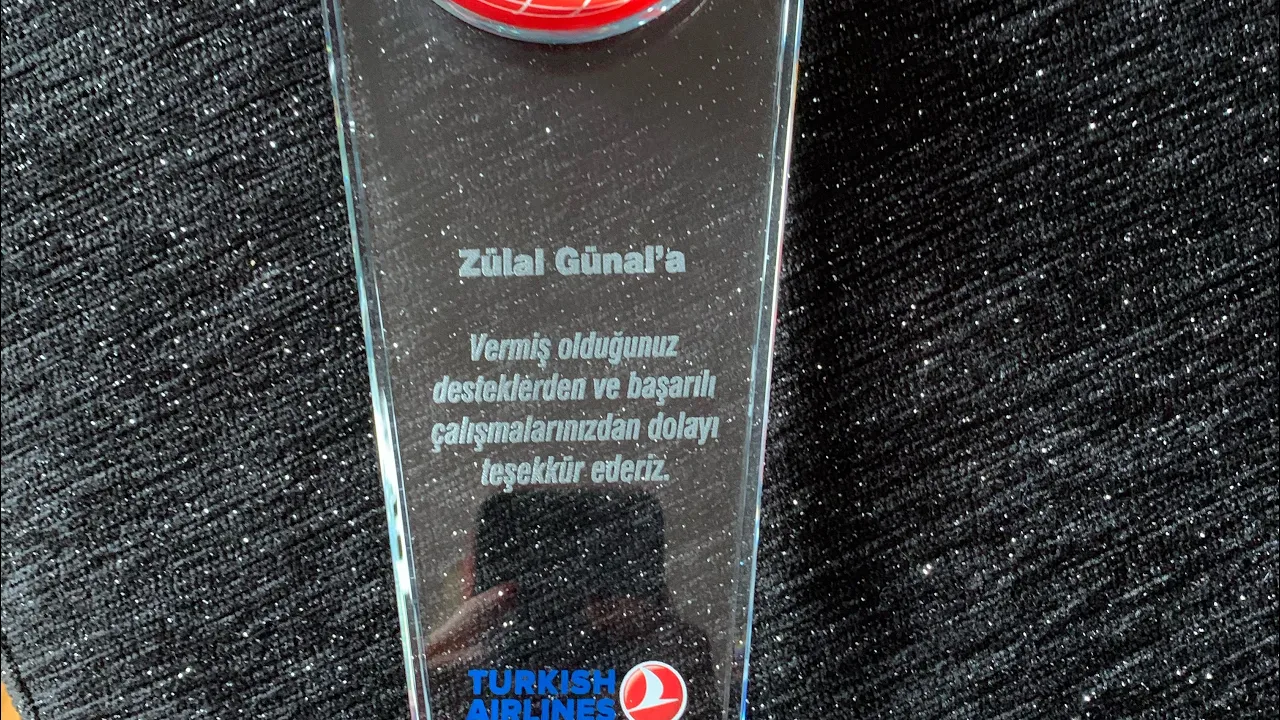 Zülal Günal'a
Vermiş olduğunuz
desteklerden ve başarılı
çalışmalarınızdan dolayı
teşekkür ederiz.
TURKISH
AIRLINES